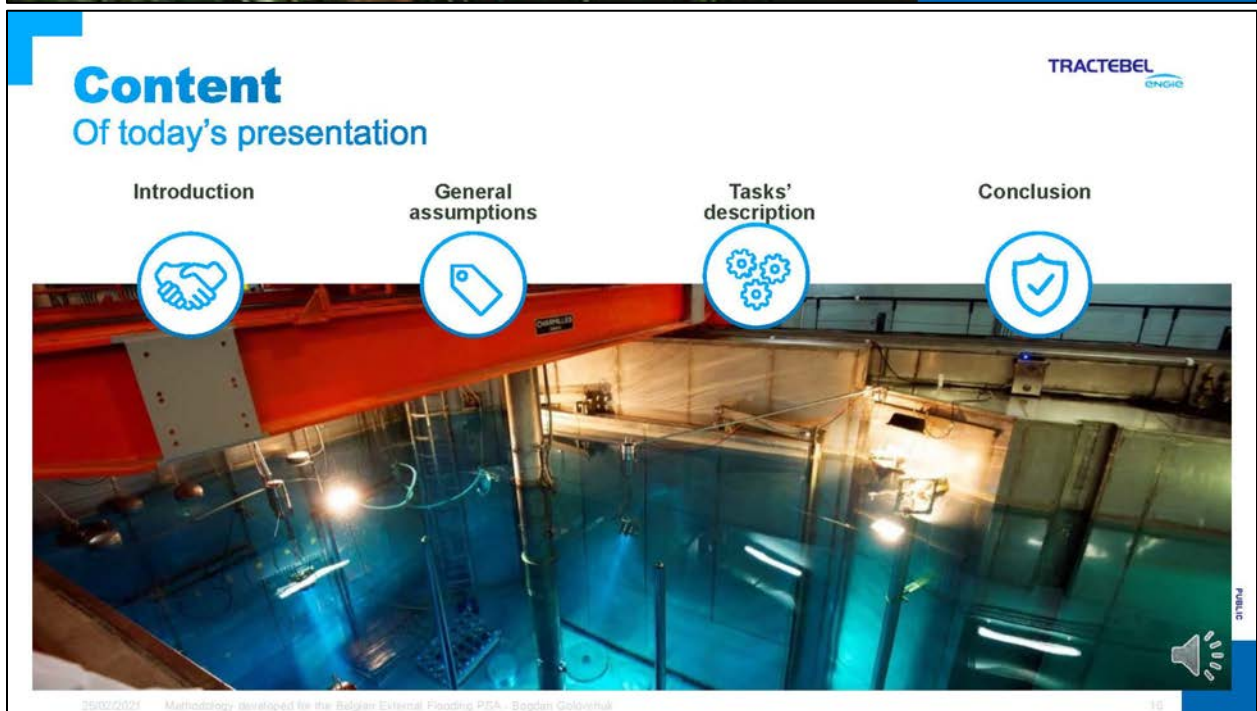 Content
Of today's presentation
TRACTEBEL
ENGIE
Introduction
General
assumptions
Tasks'
description
Conclusion
CHARMILLES
PUBLIC
25/02/2021 Methodology developed for the Belgian External Flooding PSA - Bogdan Golovchuk
10